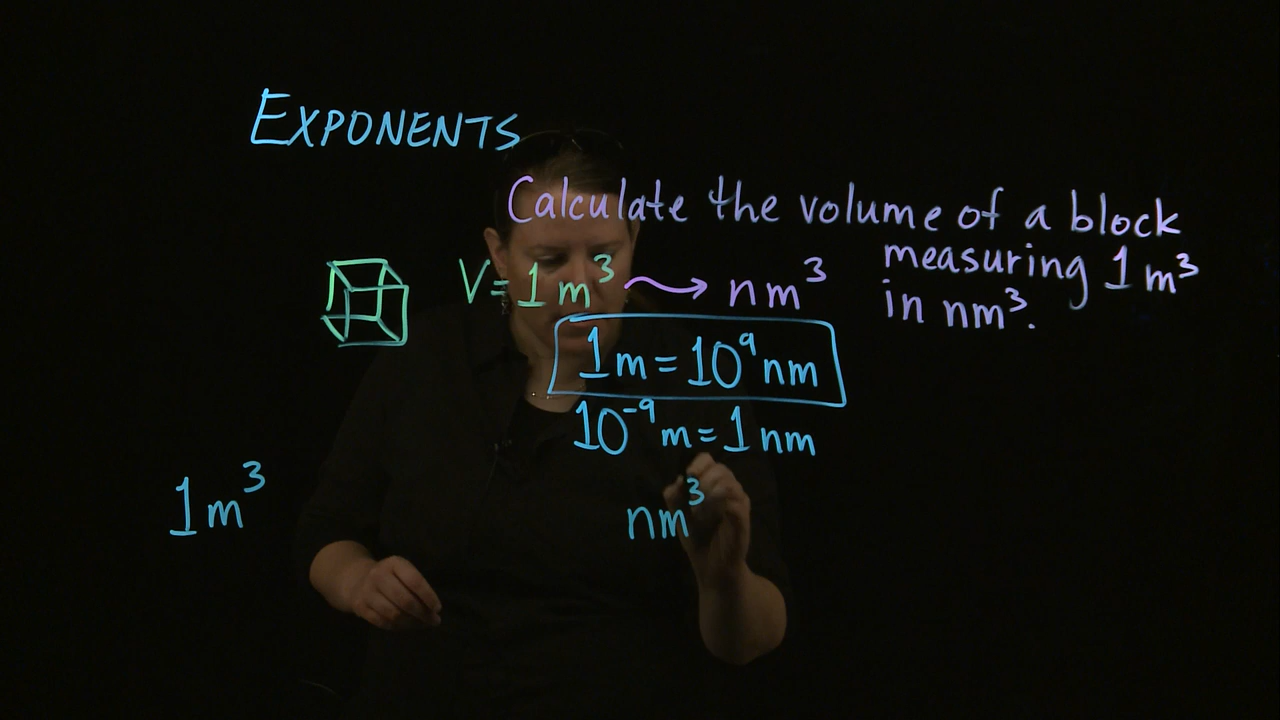 EXPONENTS
Calculate the volume of a block
measuring 1m³
in nm³.
V=1m³ → nm³
1m=10⁹nm
10⁻⁹m=1nm
1m³ nm³